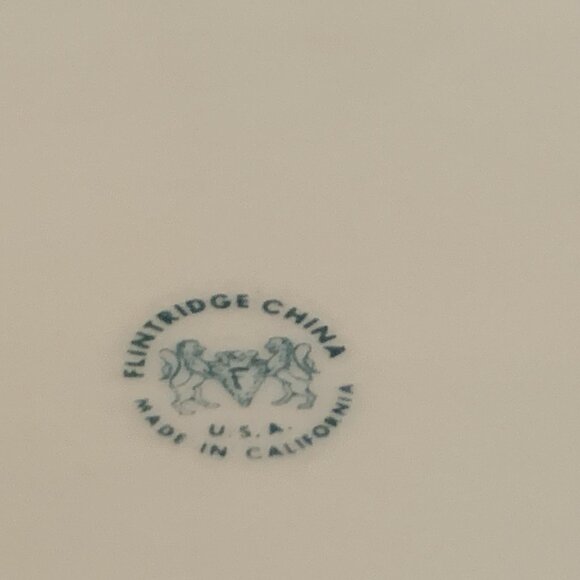 FLINTRIDGE CHINA
F
U.S.A.
MADE IN CALIFORNIA